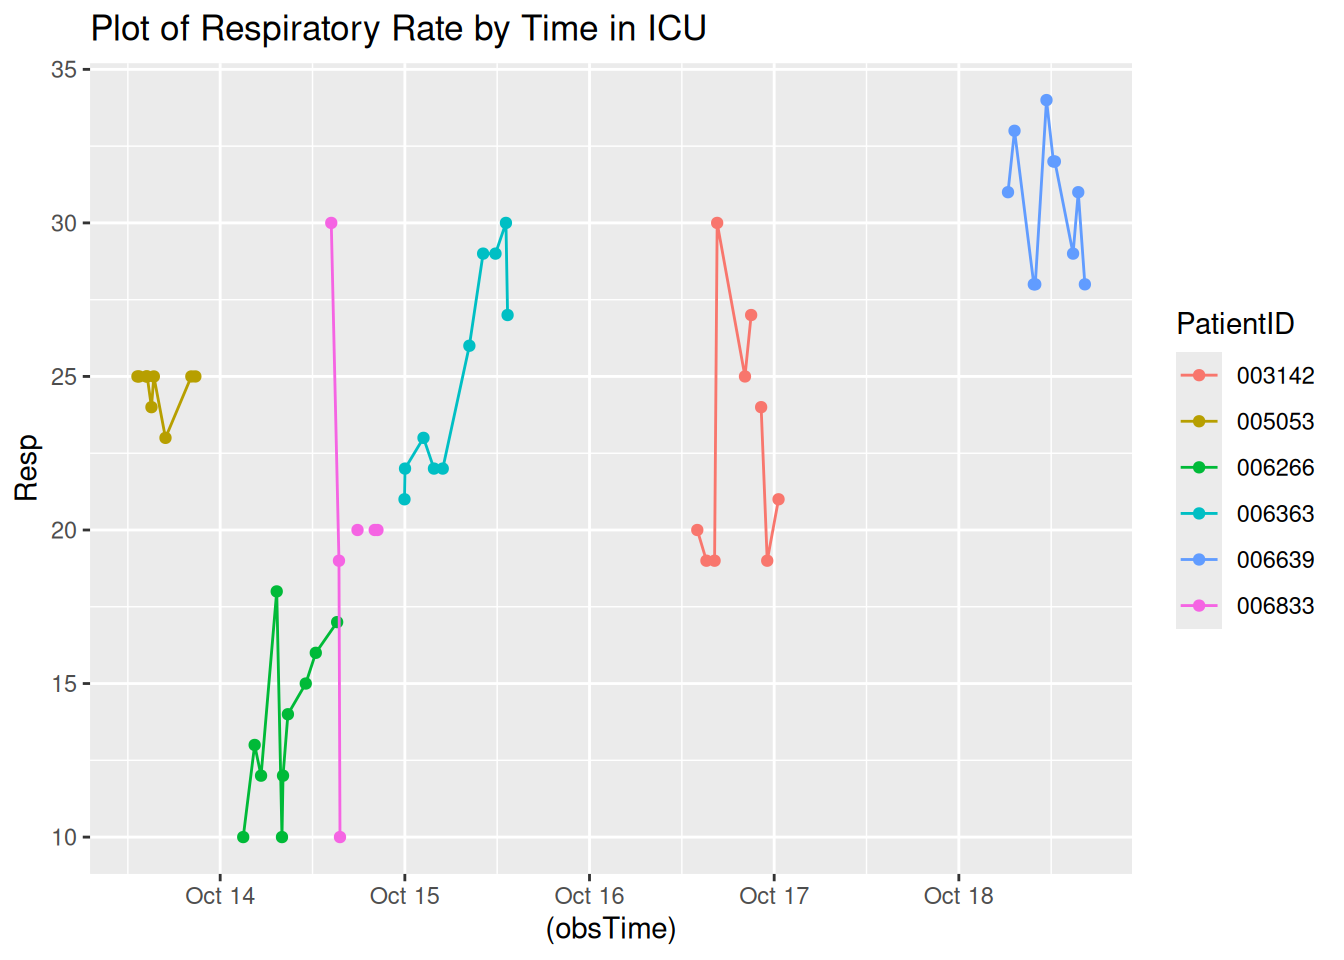 Plot of Respiratory Rate by Time in ICU
35
30
25
20
15
10
Resp
Oct 14 Oct 15 Oct 16 Oct 17 Oct 18
(obsTime)
PatientID
003142
005053
006266
006363
006639
006833